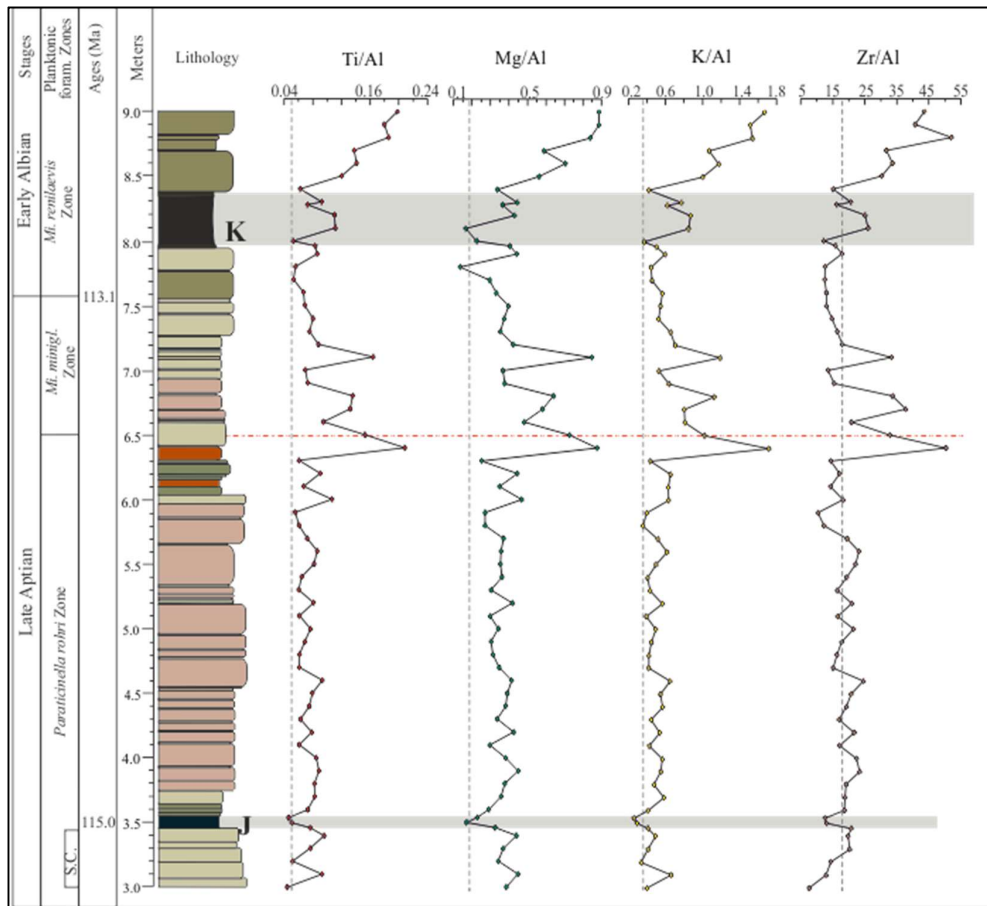 Stages
Planktonic
foram. Zones
Ages (Ma)
Meters
Lithology
Ti/Al
Mg/Al
K/Al
Zr/Al
0.04 0.16 0.24
0.1 0.5 0.9
0.2 0.6 1.0 1.4 1.8
5 15 25 35 45 55
Early Albian
Mi. renilaevis
Zone
K
113.1
Mi. minigl.
Zone
Late Aptian
Paraticinella rohri Zone
115.0
J
S.C.
9.0
8.5
8.0
7.5
7.0
6.5
6.0
5.5
5.0
4.5
4.0
3.5
3.0